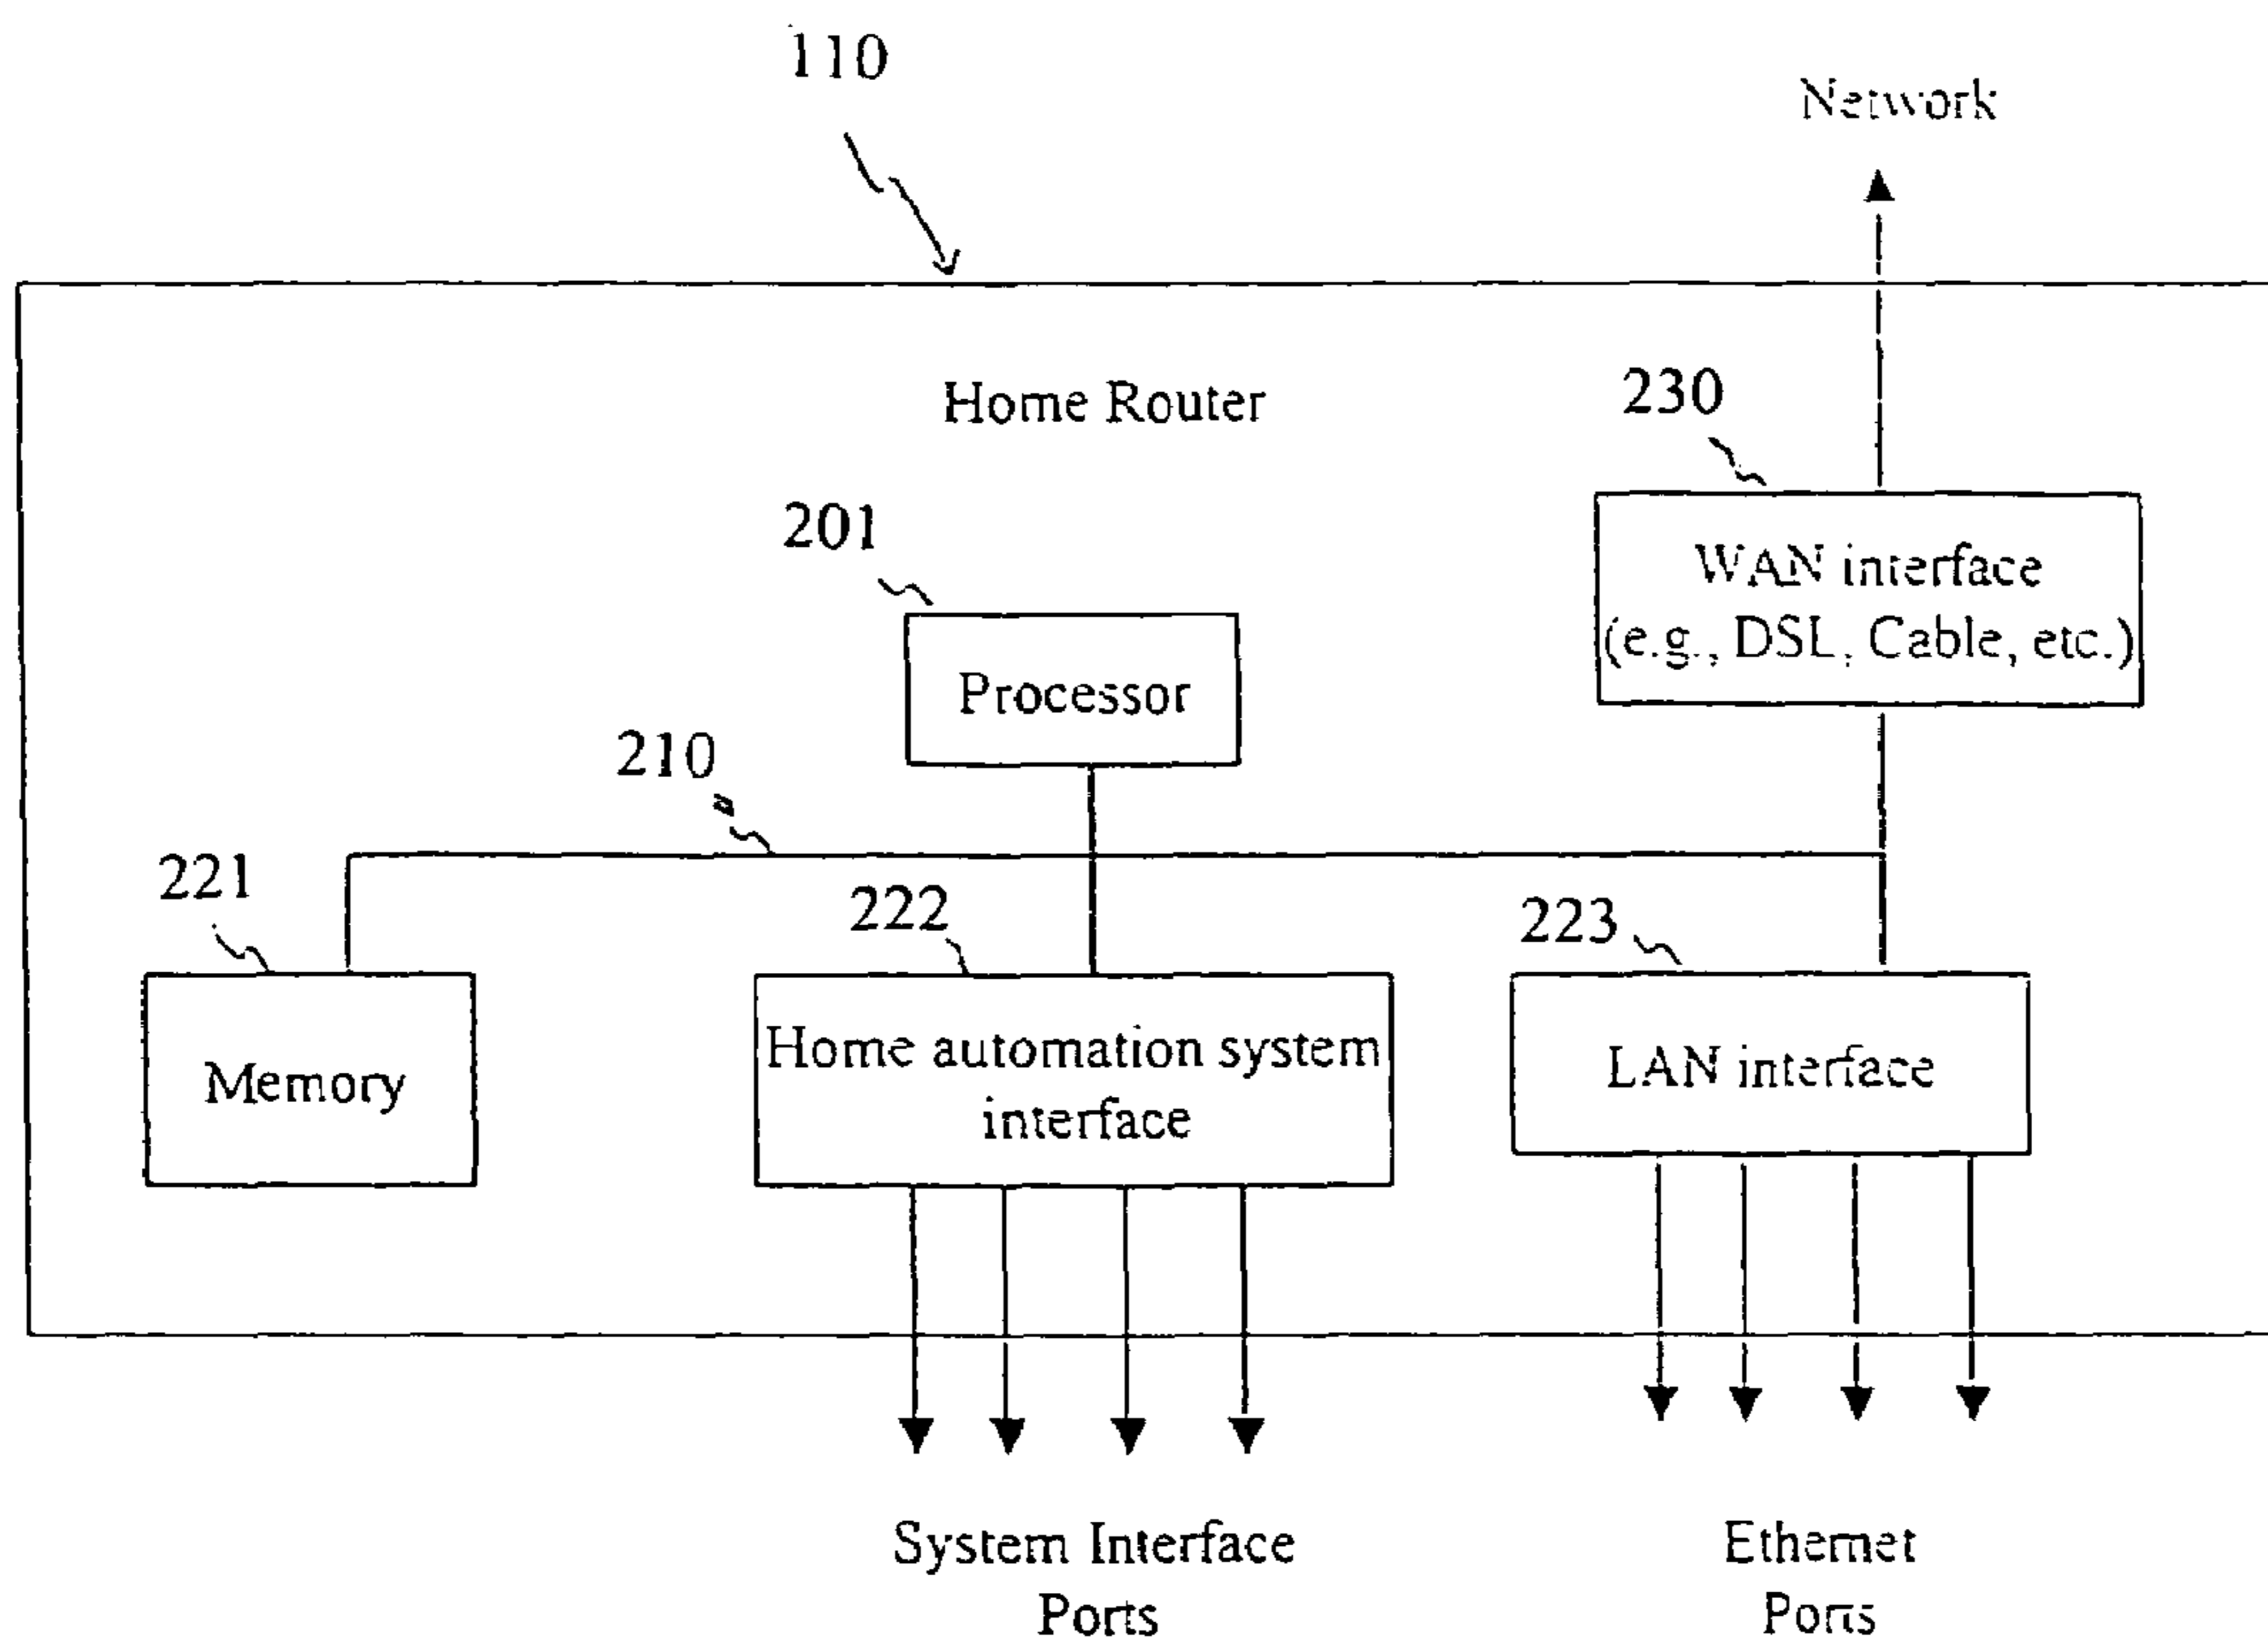 110
Network
Home Router
230
201
WAN interface
(e.g., DSL, Cable, etc.)
Processor
210
221
222
223
Memory
Home automation system
interface
LAN interface
System Interface
Ports
Ethernet
Ports